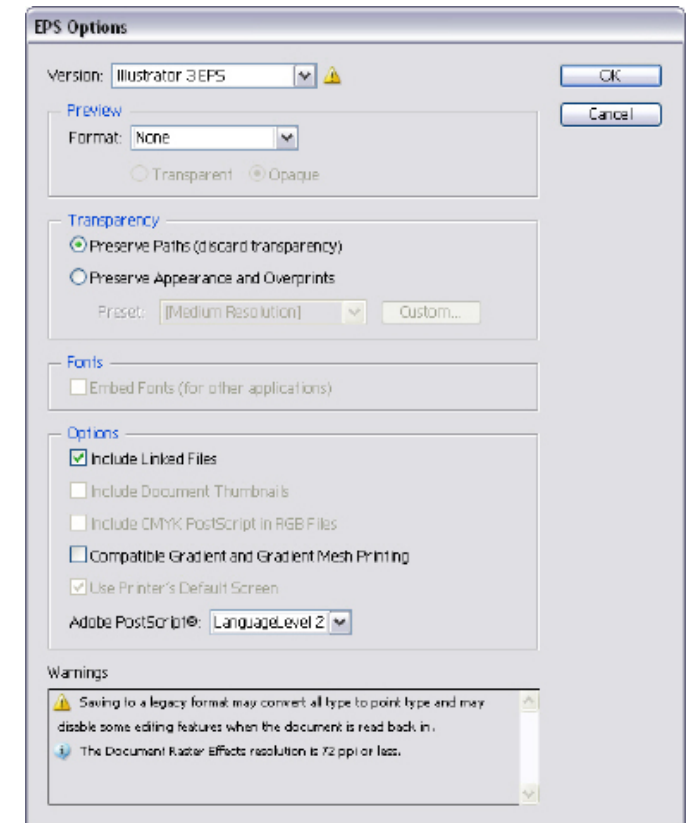 EPS Options
Version: Illustrator 3 EPS
OK
Preview
Cancel
Format: None
Transparent Opaque
Transparency
Preserve Paths (discard transparency)
Preserve Appearance and Overprints
Preset: [Medium Resolution] Custom...
Fonts
Embed Fonts (for other applications)
Options
Include Linked Files
Include Document Thumbnails
Include CMYK PostScript in RGB Files
Compatible Gradient and Gradient Mesh Printing
Use Printer's Default Screen
Adobe PostScript®: LanguageLevel 2
Warnings
Saving to a legacy format may convert all type to point type and may
disable some editing features when the document is read back in.
The Document Raster Effects resolution is 72 ppi or less.